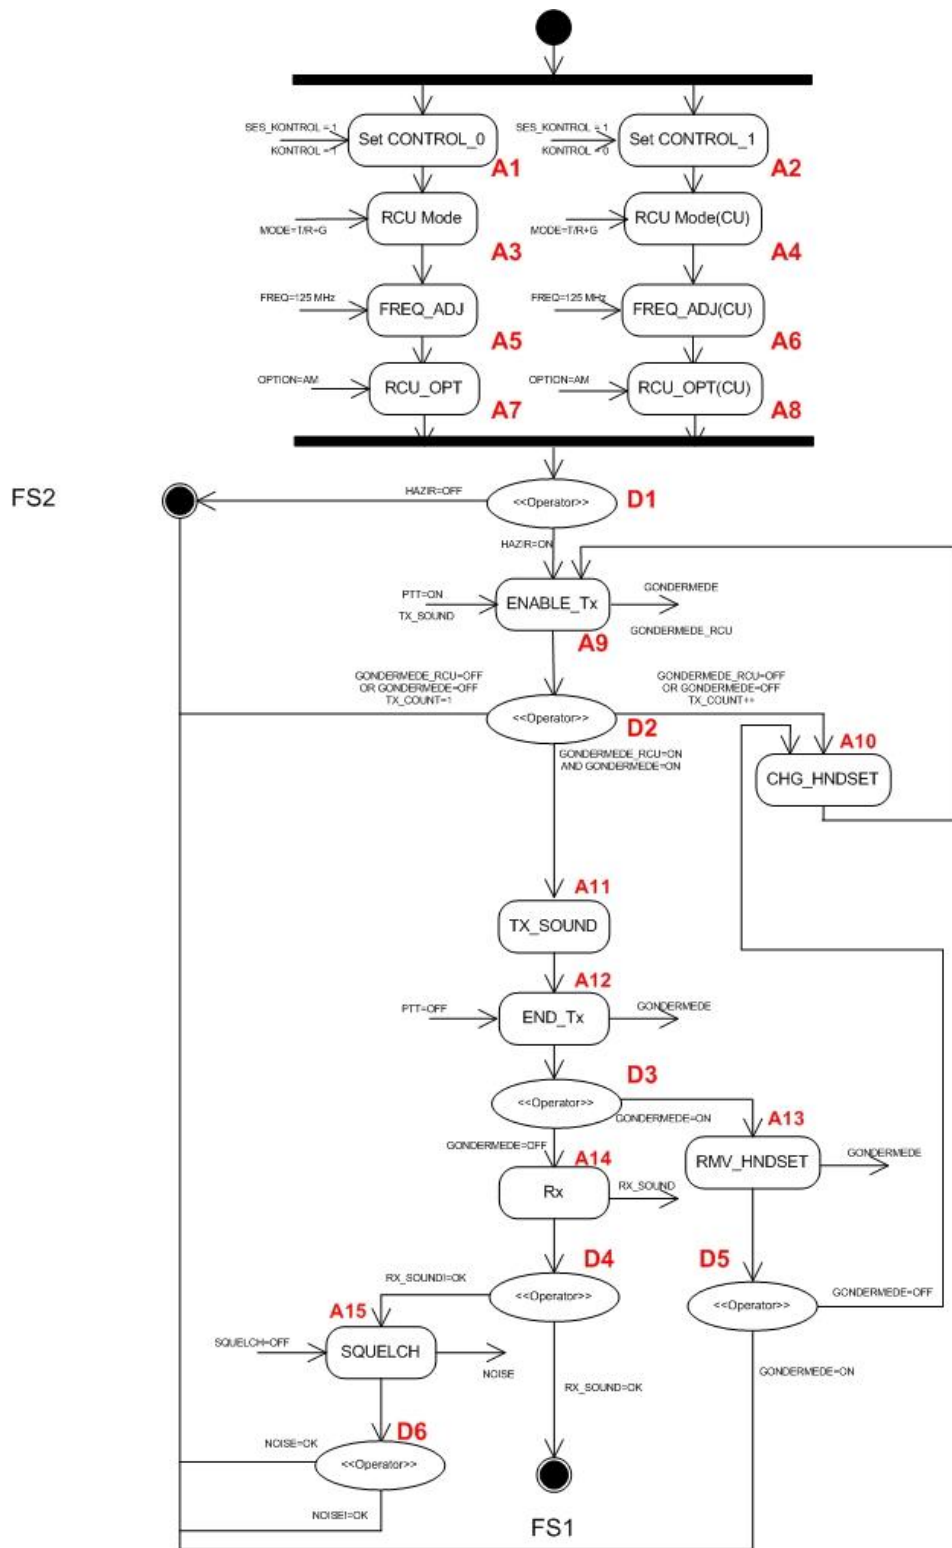 SES_KONTROL = 1
KONTROL = 1
Set CONTROL_0
A1
SES_KONTROL = 1
KONTROL = 0
Set CONTROL_1
A2
MODE=T/R+G
RCU Mode
A3
MODE=T/R+G
RCU Mode(CU)
A4
FREQ=125 MHz
FREQ_ADJ
A5
FREQ=125 MHz
FREQ_ADJ(CU)
A6
OPTION=AM
RCU_OPT
A7
OPTION=AM
RCU_OPT(CU)
A8
FS2
HAZIR=OFF
<<Operator>>
D1
HAZIR=ON
PTT=ON
TX_SOUND
ENABLE_Tx
A9
GONDERMEDE
GONDERMEDE_RCU
GONDERMEDE_RCU=OFF
OR GONDERMEDE=OFF
TX_COUNT=1
<<Operator>>
D2
GONDERMEDE_RCU=OFF
OR GONDERMEDE=OFF
TX_COUNT++
GONDERMEDE_RCU=ON
AND GONDERMEDE=ON
A10
CHG_HNDSET
A11
TX_SOUND
A12
PTT=OFF
END_Tx
GONDERMEDE
D3
<<Operator>>
GONDERMEDE=ON
GONDERMEDE=OFF
A13
RMV_HNDSET
GONDERMEDE
A14
Rx
RX_SOUND
D4
RX_SOUND!=OK
<<Operator>>
D5
<<Operator>>
GONDERMEDE=OFF
A15
SQUELCH=OFF
SQUELCH
NOISE
RX_SOUND=OK
GONDERMEDE=ON
D6
NOISE=OK
<<Operator>>
NOISE!=OK
FS1